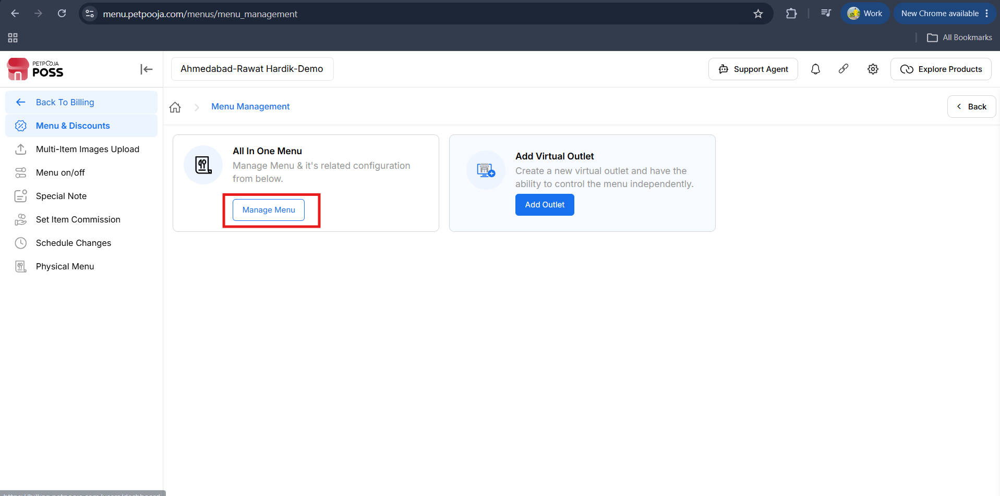 menu.petpooja.com/menus/menu_management
Work
New Chrome available
All Bookmarks
PETPOOJA
POSS
Ahmedabad-Rawat Hardik-Demo
Support Agent
Explore Products
Back To Billing
Menu & Discounts
Multi-Item Images Upload
Menu on/off
Special Note
Set Item Commission
Schedule Changes
Physical Menu
Menu Management
Back
All In One Menu
Manage Menu & it's related configuration
from below.
Manage Menu
Add Virtual Outlet
Create a new virtual outlet and have the
ability to control the menu independently.
Add Outlet